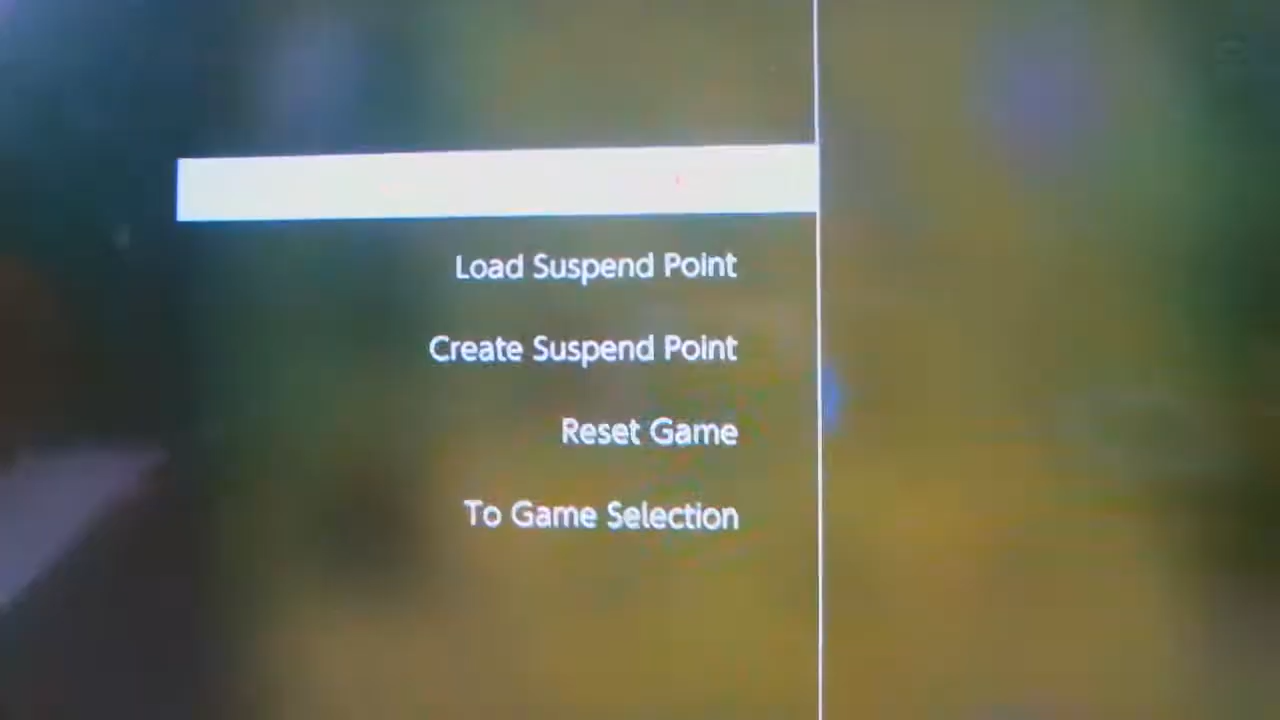 Load Suspend Point
Create Suspend Point
Reset Game
To Game Selection